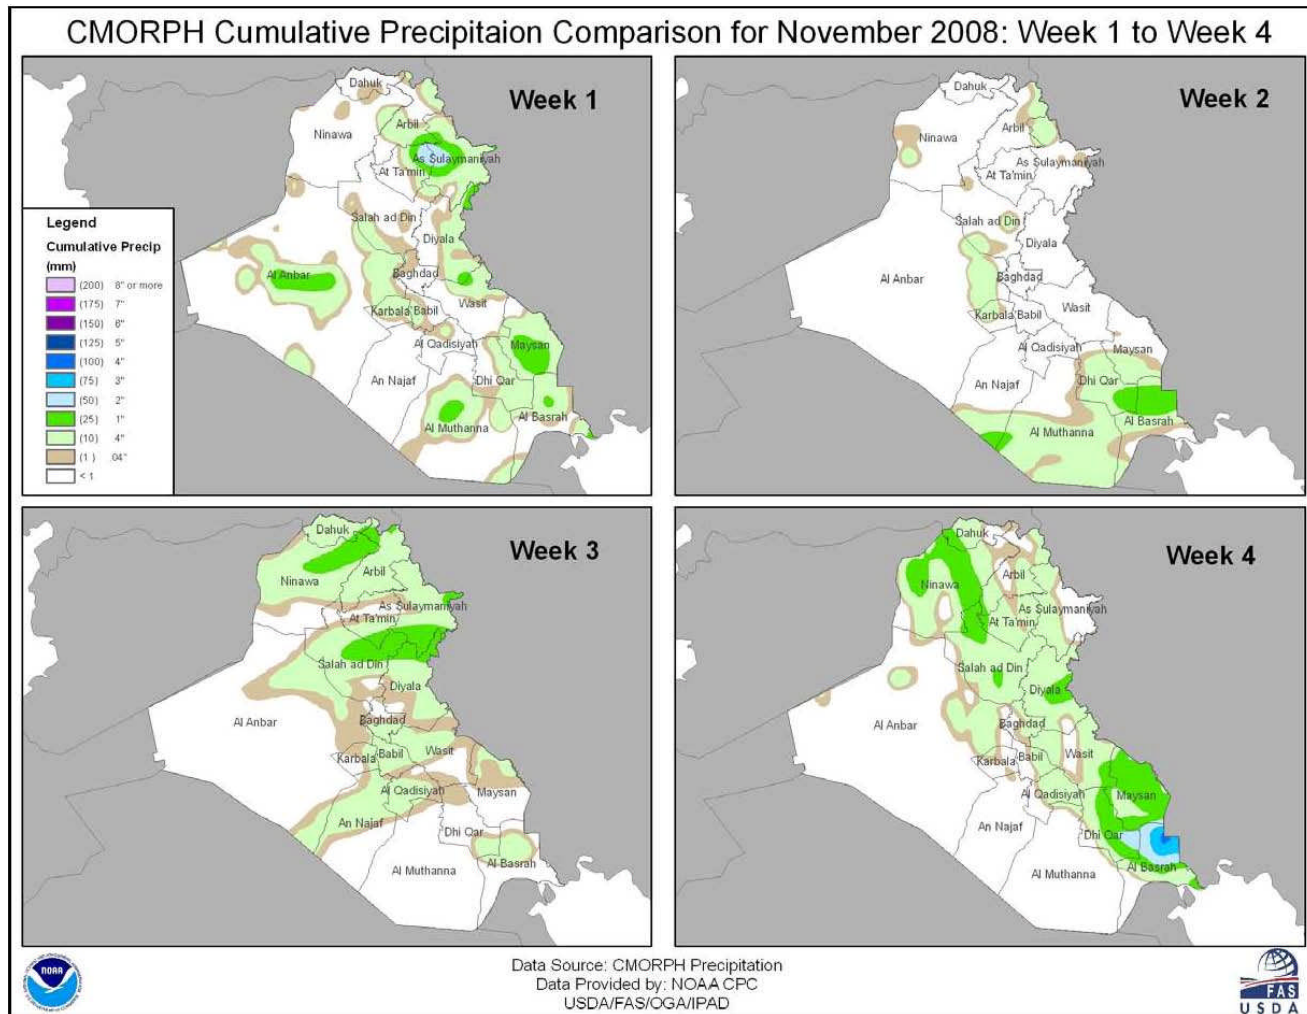 CMORPH Cumulative Precipitaion Comparison for November 2008: Week 1 to Week 4
Week 1
Dahuk
Ninawa
Arbil
As Sulaymaniyah
At Ta'min
Salah ad Din
Diyala
Al Anbar
Baghdad
Wasit
Karbala
Babil
Al Qadisiyah
Maysan
An Najaf
Dhi Qar
Al Basrah
Al Muthanna
Legend
Cumulative Precip
(mm)
(200) 8" or more
(175) 7"
(150) 6"
(125) 5"
(100) 4"
(75) 3"
(50) 2"
(25) 1"
(10) 4"
(1 ) 04"
< 1
Week 2
Dahuk
Ninawa
Arbil
As Sulaymaniyah
At Ta'min
Salah ad Din
Diyala
Al Anbar
Baghdad
Wasit
Karbala
Babil
Al Qadisiyah
Maysan
An Najaf
Dhi Qar
Al Basrah
Al Muthanna
Week 3
Dahuk
Ninawa
Arbil
As Sulaymaniyah
At Ta'min
Salah ad Din
Diyala
Al Anbar
Baghdad
Wasit
Karbala
Babil
Al Qadisiyah
Maysan
An Najaf
Dhi Qar
Al Basrah
Al Muthanna
Week 4
Dahuk
Ninawa
Arbil
As Sulaymaniyah
At Ta'min
Salah ad Din
Diyala
Al Anbar
Baghdad
Wasit
Karbala
Babil
Al Qadisiyah
Maysan
An Najaf
Dhi Qar
Al Basrah
Al Muthanna
NOAA
Data Source: CMORPH Precipitation
Data Provided by: NOAA CPC
USDA/FAS/OGA/IPAD
FAS
USDA